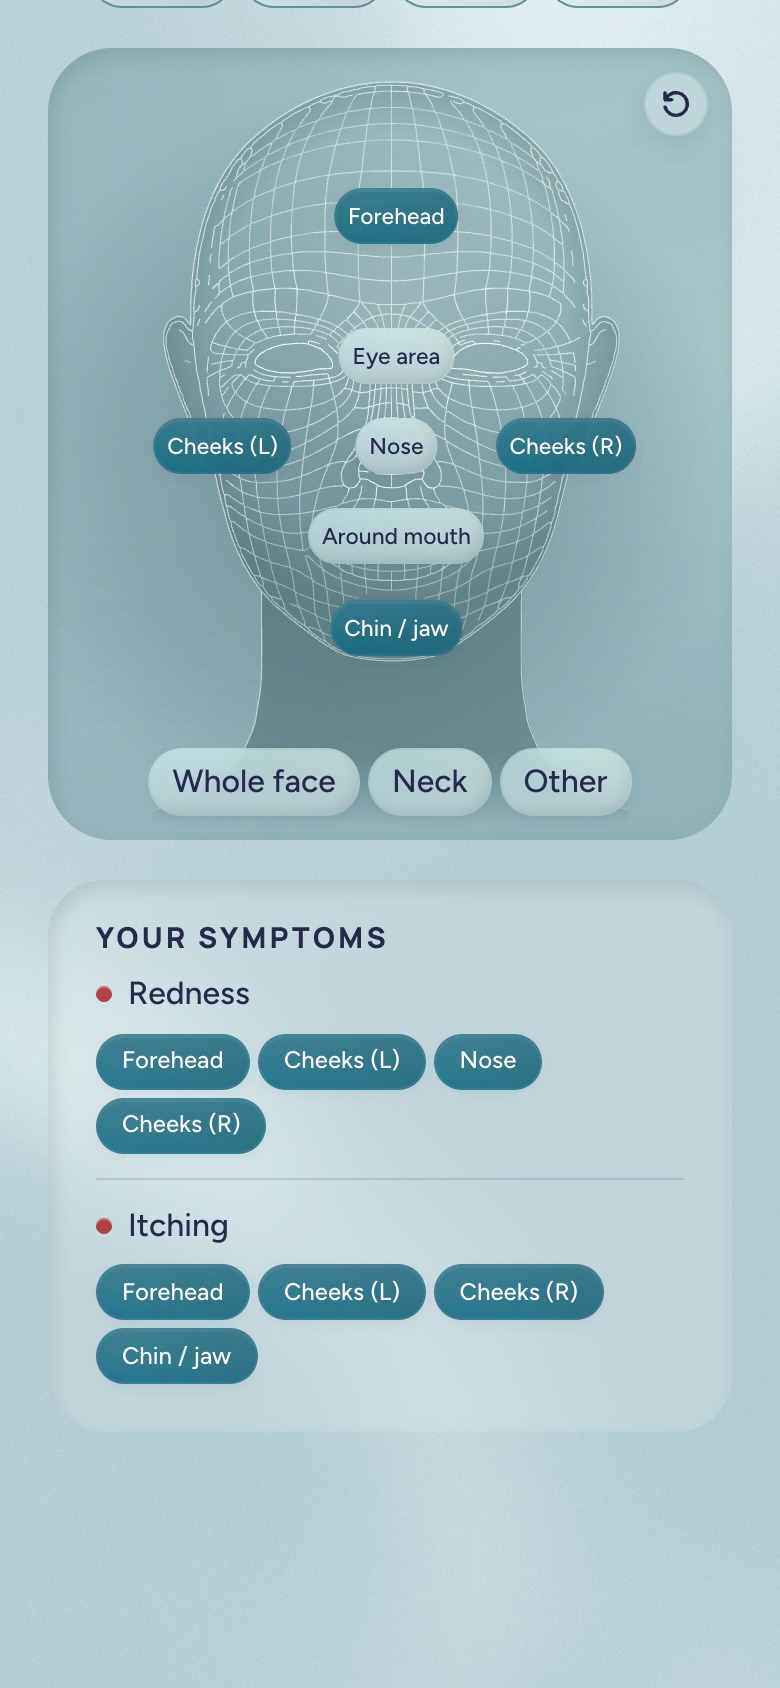 Forehead
Eye area
Cheeks (L) Nose Cheeks (R)
Around mouth
Chin / jaw
Whole face Neck Other
YOUR SYMPTOMS
Redness
Forehead Cheeks (L) Nose
Cheeks (R)
Itching
Forehead Cheeks (L) Cheeks (R)
Chin / jaw